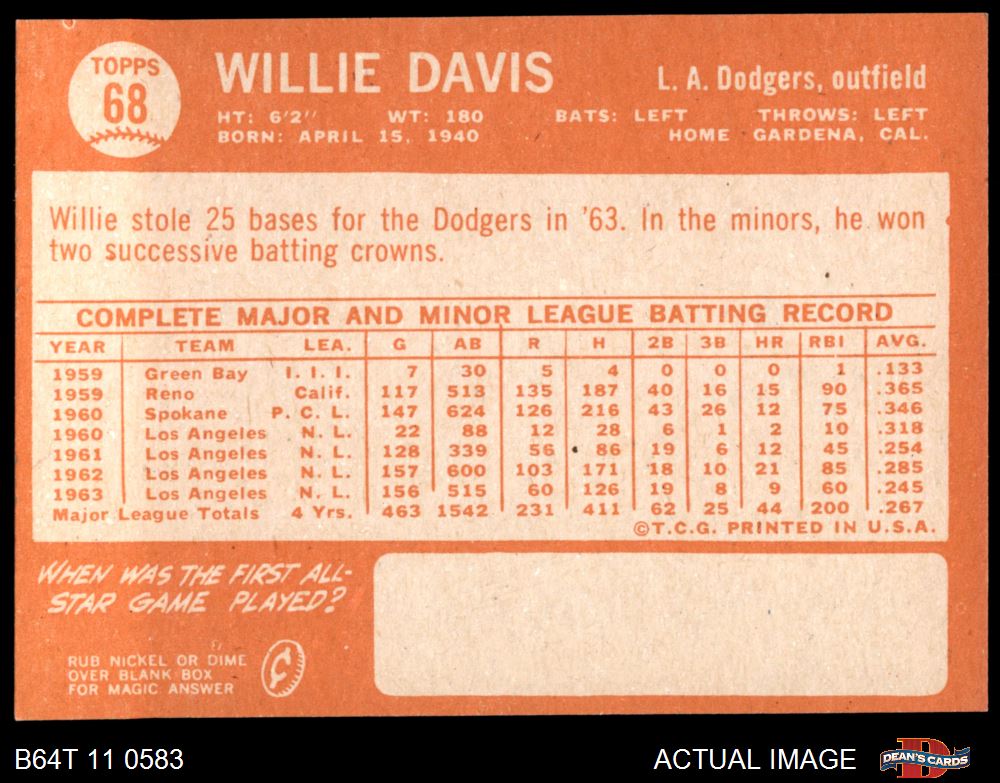 TOPPS
68
WILLIE DAVIS
L. A. Dodgers, outfield
HT: 6'2" WT: 180 BATS: LEFT THROWS: LEFT
BORN: APRIL 15, 1940 HOME GARDENA, CAL.
Willie stole 25 bases for the Dodgers in '63. In the minors, he won
two successive batting crowns.
COMPLETE MAJOR AND MINOR LEAGUE BATTING RECORD
YEAR TEAM LEA. G AB R H 2B 3B HR RBI AVG.
1959 Green Bay I. I. I. 7 30 5 4 0 0 0 1 .133
1959 Reno Calif. 117 513 135 187 40 16 15 90 .365
1960 Spokane P. C. L. 147 624 126 216 43 26 12 75 .346
1960 Los Angeles N. L. 22 88 12 28 6 1 2 10 .318
1961 Los Angeles N. L. 128 339 56 86 19 6 12 45 .254
1962 Los Angeles N. L. 157 600 103 171 18 10 21 85 .285
1963 Los Angeles N. L. 156 515 60 126 19 8 9 60 .245
Major League Totals 4 Yrs. 463 1542 231 411 62 25 44 200 .267
©T.C.G. PRINTED IN U.S.A.
WHEN WAS THE FIRST ALL-
STAR GAME PLAYED?
RUB NICKEL OR DIME
OVER BLANK BOX
FOR MAGIC ANSWER
B64T 11 0583
ACTUAL IMAGE
DEAN'S CARDS